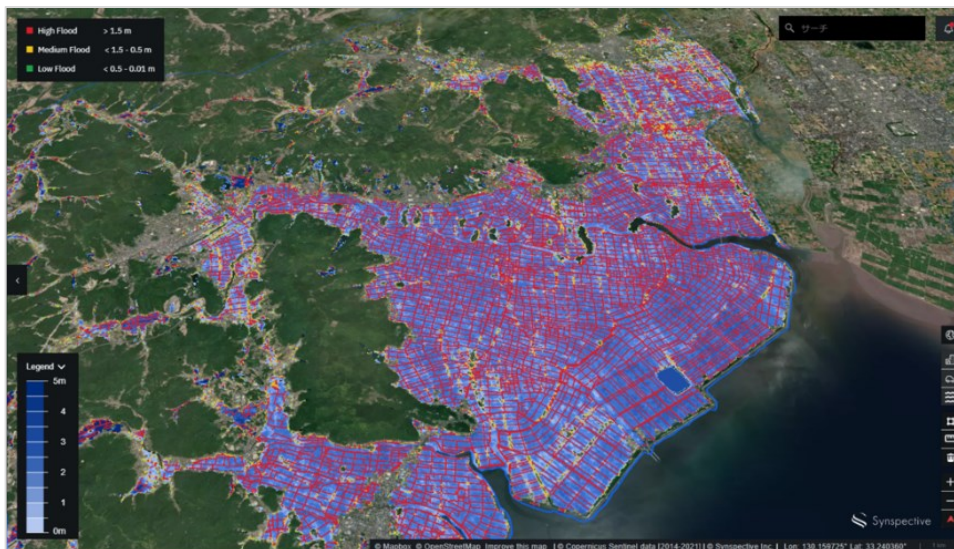 High Flood > 1.5 m
Medium Flood < 1.5 - 0.5 m
Low Flood < 0.5 - 0.01 m
サーチ
Legend
5m
4
3
2
1
0m
Synspective
© Mapbox © OpenStreetMap Improve this map | © Copernicus Sentinel data [2014-2021] | © Synspective Inc. | Lon: 130.159725° Lat: 33.240360°